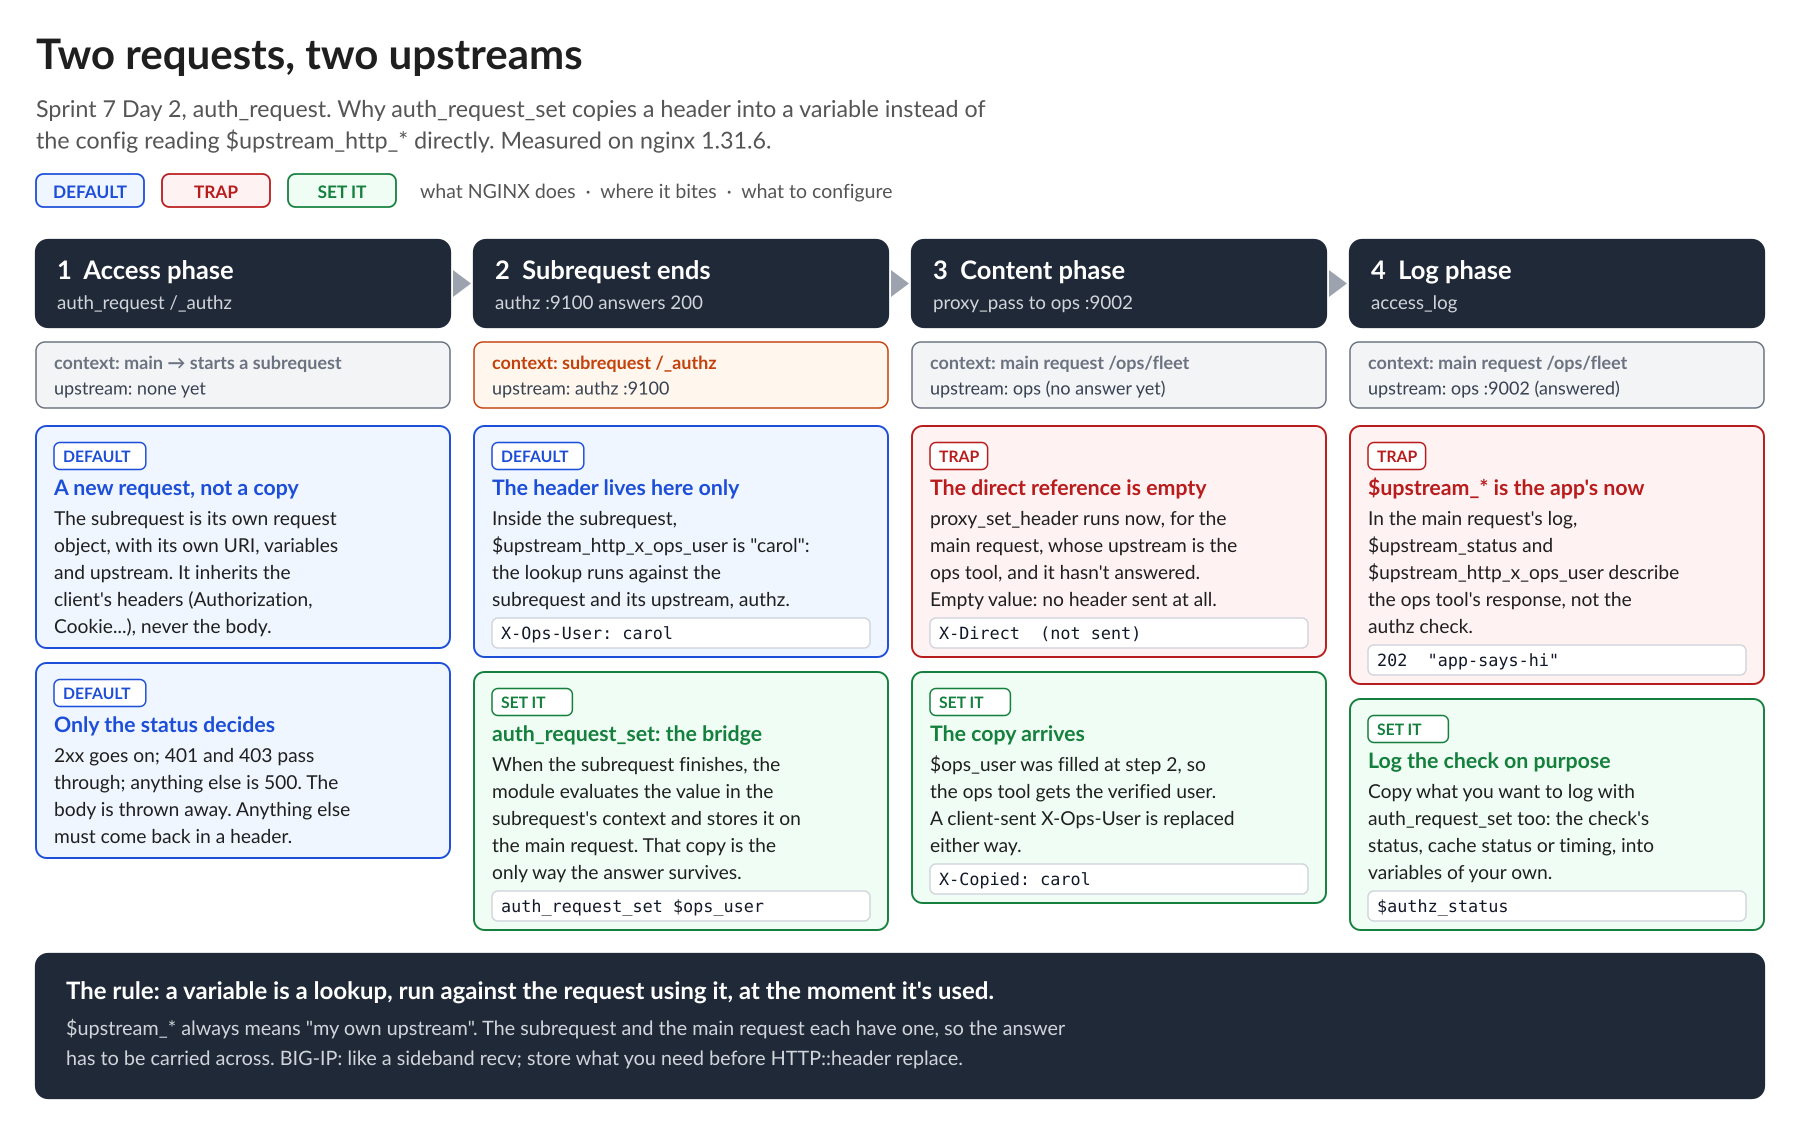 Two requests, two upstreams
Sprint 7 Day 2, auth_request. Why auth_request_set copies a header into a variable instead of
the config reading $upstream_http_* directly. Measured on nginx 1.31.6.
DEFAULT TRAP SET IT what NGINX does · where it bites · what to configure
1 Access phase
auth_request /_authz
context: main → starts a subrequest
upstream: none yet
DEFAULT
A new request, not a copy
The subrequest is its own request
object, with its own URI, variables
and upstream. It inherits the
client's headers (Authorization,
Cookie...), never the body.
DEFAULT
Only the status decides
2xx goes on; 401 and 403 pass
through; anything else is 500. The
body is thrown away. Anything else
must come back in a header.
2 Subrequest ends
authz :9100 answers 200
context: subrequest /_authz
upstream: authz :9100
DEFAULT
The header lives here only
Inside the subrequest,
$upstream_http_x_ops_user is "carol":
the lookup runs against the
subrequest and its upstream, authz.
X-Ops-User: carol
SET IT
auth_request_set: the bridge
When the subrequest finishes, the
module evaluates the value in the
subrequest's context and stores it on
the main request. That copy is the
only way the answer survives.
auth_request_set $ops_user
3 Content phase
proxy_pass to ops :9002
context: main request /ops/fleet
upstream: ops (no answer yet)
TRAP
The direct reference is empty
proxy_set_header runs now, for the
main request, whose upstream is the
ops tool, and it hasn't answered.
Empty value: no header sent at all.
X-Direct (not sent)
SET IT
The copy arrives
$ops_user was filled at step 2, so
the ops tool gets the verified user.
A client-sent X-Ops-User is replaced
either way.
X-Copied: carol
4 Log phase
access_log
context: main request /ops/fleet
upstream: ops :9002 (answered)
TRAP
$upstream_* is the app's now
In the main request's log,
$upstream_status and
$upstream_http_x_ops_user describe
the ops tool's response, not the
authz check.
202 "app-says-hi"
SET IT
Log the check on purpose
Copy what you want to log with
auth_request_set too: the check's
status, cache status or timing, into
variables of your own.
$authz_status
The rule: a variable is a lookup, run against the request using it, at the moment it's used.
$upstream_* always means "my own upstream". The subrequest and the main request each have one, so the answer
has to be carried across. BIG-IP: like a sideband recv; store what you need before HTTP::header replace.